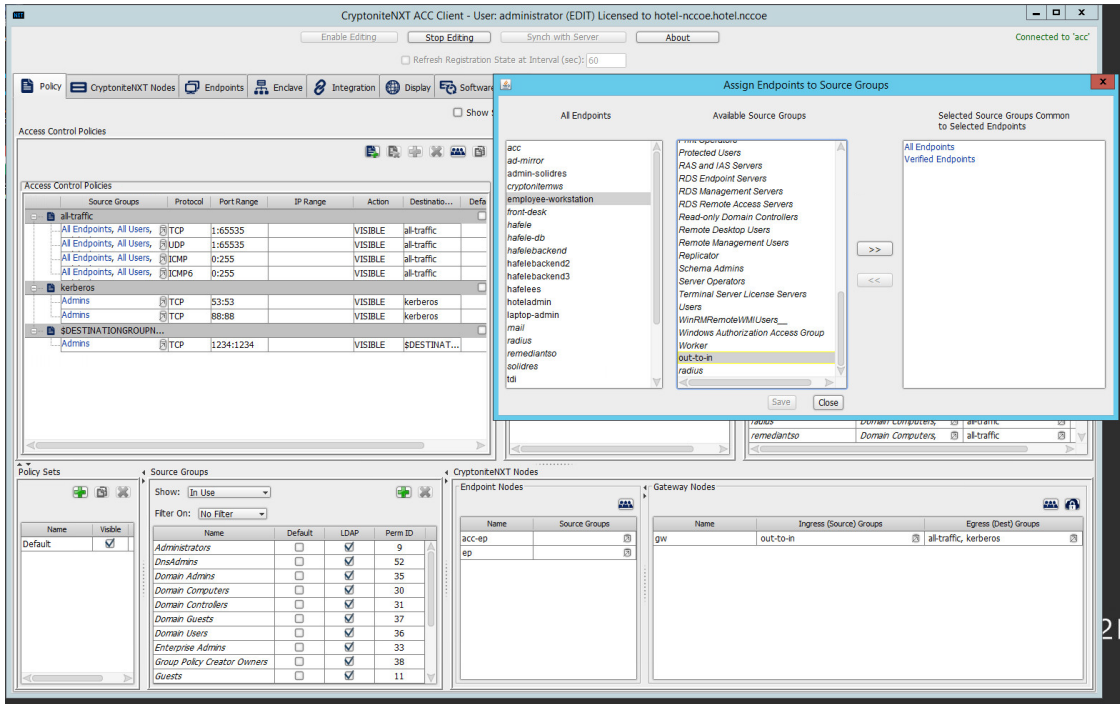 NXT
CryptoniteNXT ACC Client - User: administrator (EDIT) Licensed to hotel-nccoe.hotel.nccoe
x
Enable Editing Stop Editing Synch with Server About Connected to 'acc'
Refresh Registration State at Interval (sec): 60
Policy CryptoniteNXT Nodes Endpoints Enclave Integration Display Software
Show
Access Control Policies
Access Control Policies
Source Groups Protocol Port Range IP Range Action Destinatio... Defa
all-traffic
All Endpoints, All Users, TCP 1:65535 VISIBLE all-traffic
All Endpoints, All Users, UDP 1:65535 VISIBLE all-traffic
All Endpoints, All Users, ICMP 0:255 VISIBLE all-traffic
All Endpoints, All Users, ICMP6 0:255 VISIBLE all-traffic
kerberos
Admins TCP 53:53 VISIBLE kerberos
Admins TCP 88:88 VISIBLE kerberos
$DESTINATIONGROUPN...
Admins TCP 1234:1234 VISIBLE $DESTINAT...
Assign Endpoints to Source Groups
x
All Endpoints
acc
ad-mirror
admin-solidres
cryptonitemws
employee-workstation
front-desk
hafele
hafele-db
hafelebackend
hafelebackend2
hafelebackend3
hafelees
hoteladmin
laptop-admin
mail
radius
remediantso
solidres
tdi
Available Source Groups
Print Operators
Protected Users
RAS and IAS Servers
RDS Endpoint Servers
RDS Management Servers
RDS Remote Access Servers
Read-only Domain Controllers
Remote Desktop Users
Remote Management Users
Replicator
Schema Admins
Server Operators
Terminal Server License Servers
Users
WinRMRemoteWMIUsers__
Windows Authorization Access Group
Worker
out-to-in
radius
>>
<<
Selected Source Groups Common
to Selected Endpoints
All Endpoints
Verified Endpoints
Save Close
radius Domain Computers, all-traffic
remediantso Domain Computers, all-traffic
Policy Sets
Name Visible
Default
Source Groups
Show: In Use
Filter On: No Filter
Name Default LDAP Perm ID
Administrators 9
DnsAdmins 52
Domain Admins 35
Domain Computers 30
Domain Controllers 31
Domain Guests 37
Domain Users 36
Enterprise Admins 33
Group Policy Creator Owners 38
Guests 11
CryptoniteNXT Nodes
Endpoint Nodes
Name Source Groups
acc-ep
ep
Gateway Nodes
Name Ingress (Source) Groups Egress (Dest) Groups
gw out-to-in all-traffic, kerberos